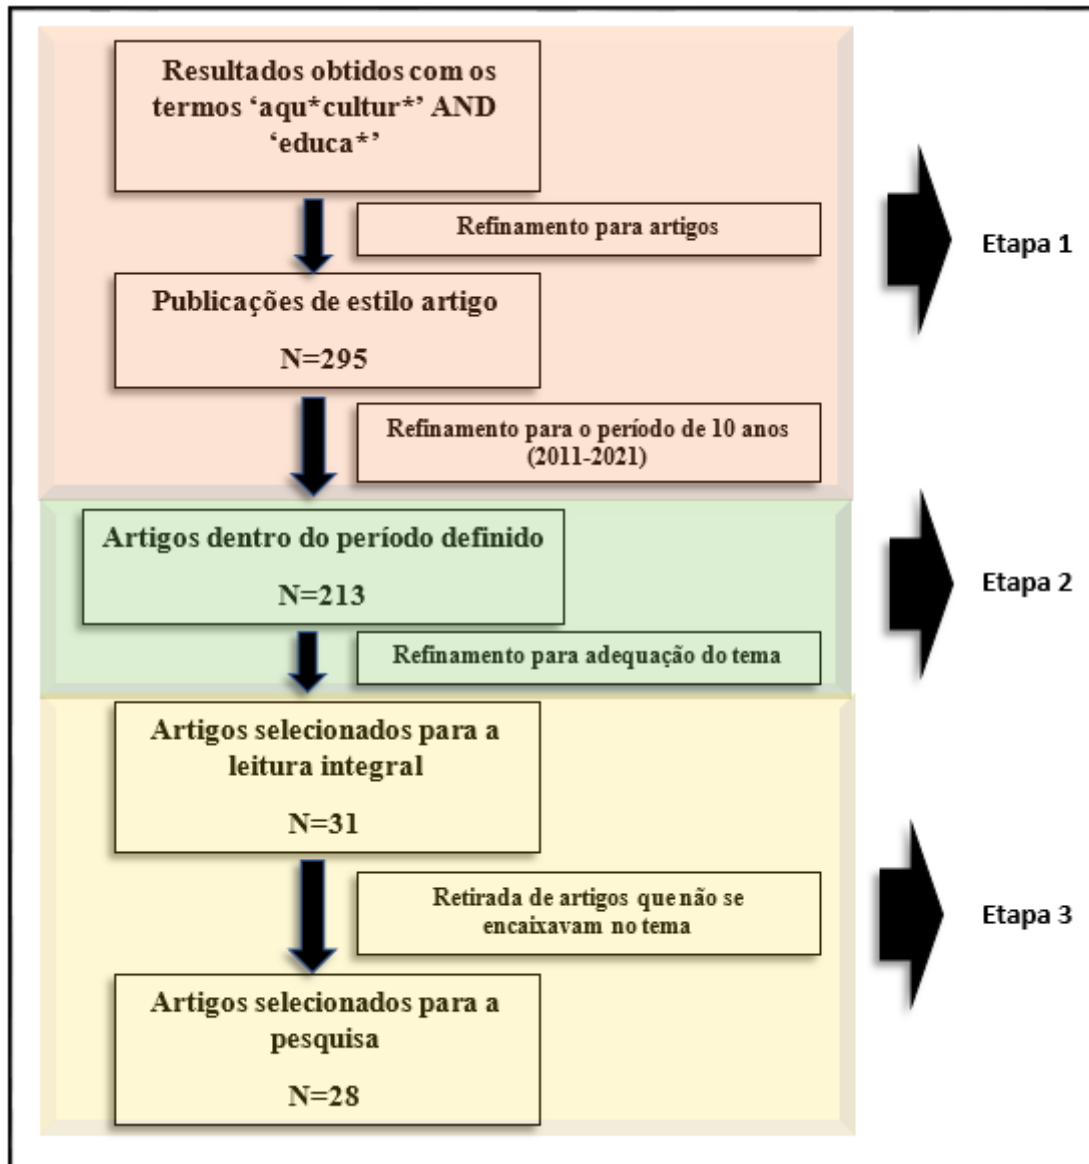 Resultados obtidos com os
termos ‘aqu*cultur*’ AND
‘educa*’
Refinamento para artigos
Etapa 1
Publicações de estilo artigo
N=295
Refinamento para o período de 10 anos
(2011-2021)
Artigos dentro do período definido
N=213
Etapa 2
Refinamento para adequação do tema
Artigos selecionados para a
leitura integral
N=31
Retirada de artigos que não se
encaixavam no tema
Etapa 3
Artigos selecionados para a
pesquisa
N=28